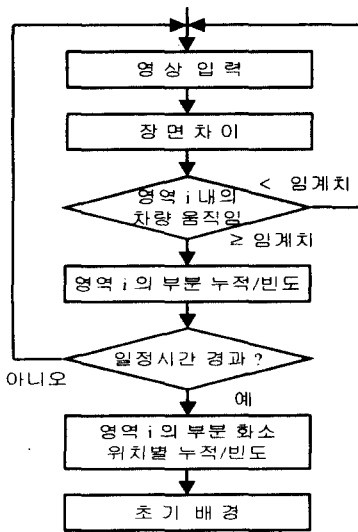 영상 입력
장면 차이
영역 i 내의
차량 움직임
< 임계치
≥ 임계치
영역 i 의 부분 누적/빈도
일정시간 경과 ?
아니오
예
영역 i 의 부분 화소
위치별 누적/빈도
초기 배경